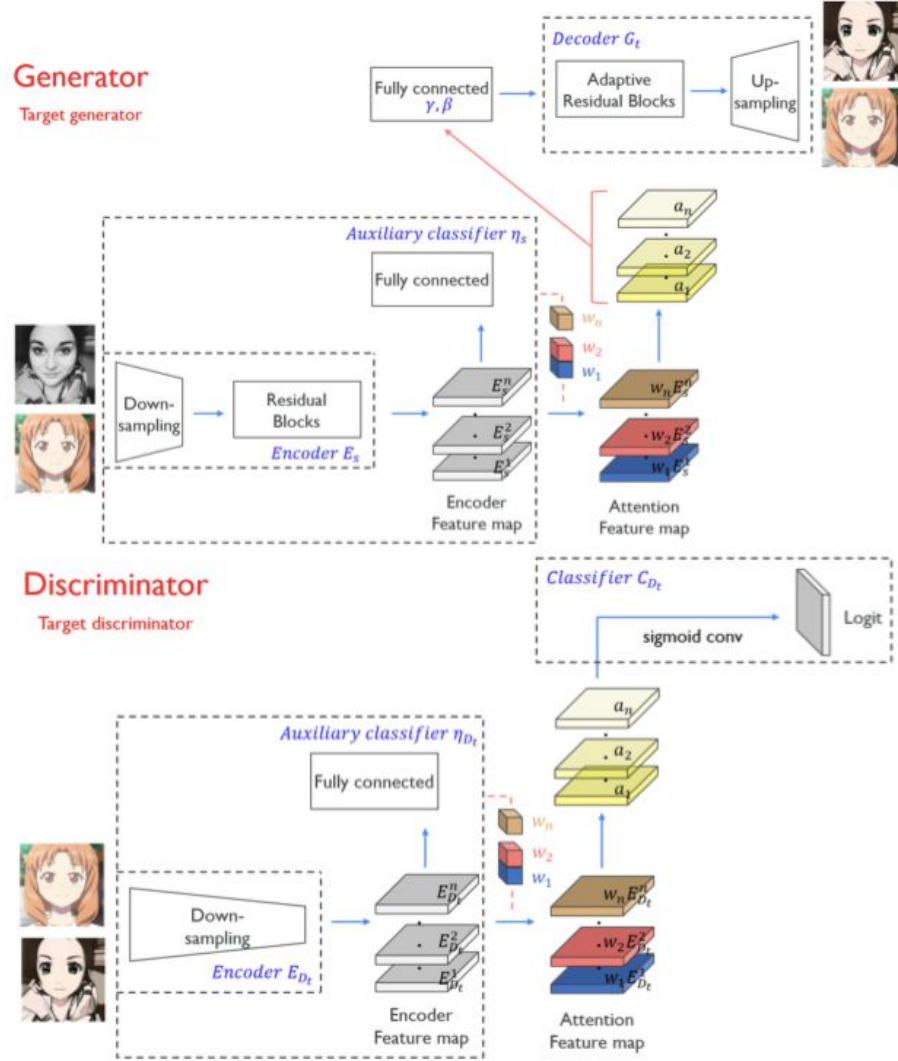 Generator
Target generator
Fully connected
γ, β
Decoder G_t
Adaptive
Residual Blocks
Up-
sampling
a_n
a_2
a_1
Auxiliary classifier η_s
Fully connected
w_n
w_2
w_1
Down-
sampling
Residual
Blocks
Encoder E_s
E_s^n
E_s^2
E_s^1
Encoder
Feature map
w_n E_s^n
w_2 E_s^2
w_1 E_s^1
Attention
Feature map
Discriminator
Target discriminator
Classifier C_{D_t}
sigmoid conv
Logit
a_n
a_2
a_1
Auxiliary classifier η_{D_t}
Fully connected
w_n
w_2
w_1
Down-
sampling
Encoder E_{D_t}
E_{D_t}^n
E_{D_t}^2
E_{D_t}^1
Encoder
Feature map
w_n E_{D_t}^n
w_2 E_{D_t}^2
w_1 E_{D_t}^1
Attention
Feature map